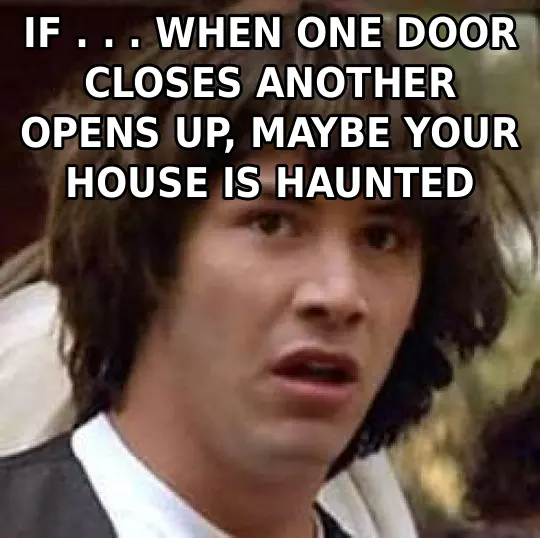 IF . . . WHEN ONE DOOR
CLOSES ANOTHER
OPENS UP, MAYBE YOUR
HOUSE IS HAUNTED